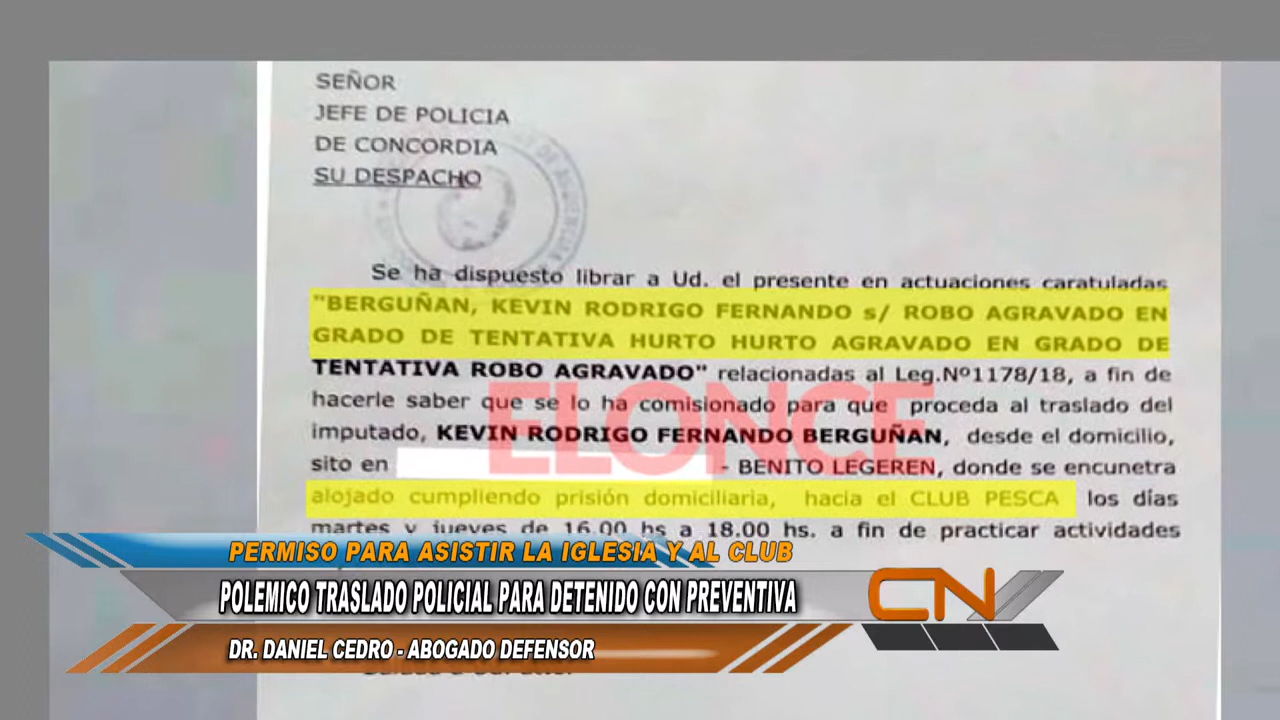 SEÑOR
JEFE DE POLICIA
DE CONCORDIA
SU DESPACHO
Se ha dispuesto librar a Ud. el presente en actuaciones caratuladas
"BERGUÑAN, KEVIN RODRIGO FERNANDO s/ ROBO AGRAVADO EN
GRADO DE TENTATIVA HURTO HURTO AGRAVADO EN GRADO DE
TENTATIVA ROBO AGRAVADO" relacionadas al Leg.Nº1178/18, a fin de
hacerle saber que se lo ha comisionado para que proceda al traslado del
imputado, KEVIN RODRIGO FERNANDO BERGUÑAN, desde el domicilio,
sito en - BENITO LEGEREN, donde se encunetra
alojado cumpliendo prisión domiciliaria, hacia el CLUB PESCA los días
martes y jueves de 16.00 hs a 18.00 hs. a fin de practicar actividades
ELONCE
PERMISO PARA ASISTIR LA IGLESIA Y AL CLUB
POLEMICO TRASLADO POLICIAL PARA DETENIDO CON PREVENTIVA
DR. DANIEL CEDRO - ABOGADO DEFENSOR
CN